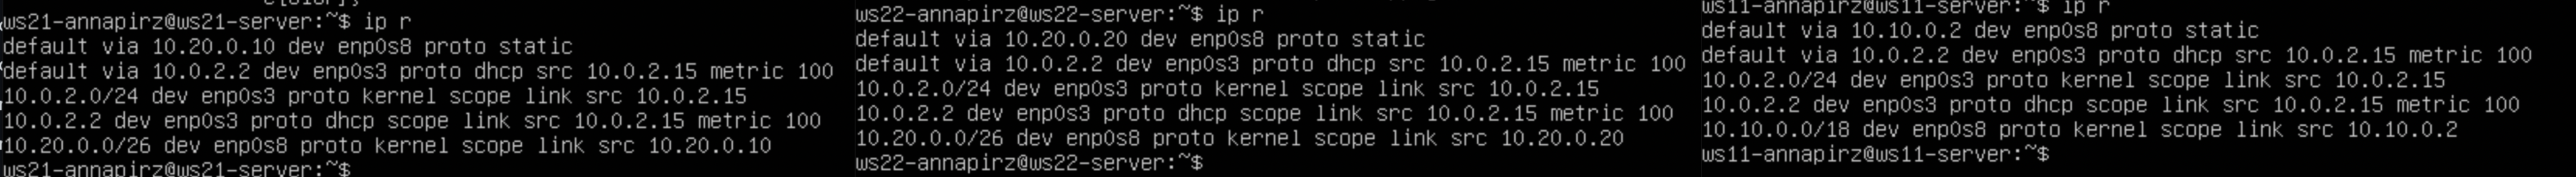 ws21-annapirz@ws21-server:~$ ip r
default via 10.20.0.10 dev enp0s8 proto static
default via 10.0.2.2 dev enp0s3 proto dhcp src 10.0.2.15 metric 100
10.0.2.0/24 dev enp0s3 proto kernel scope link src 10.0.2.15
10.0.2.2 dev enp0s3 proto dhcp scope link src 10.0.2.15 metric 100
10.20.0.0/26 dev enp0s8 proto kernel scope link src 10.20.0.10
ws21-annapirz@ws21-server:~$
ws22-annapirz@ws22-server:~$ ip r
default via 10.20.0.20 dev enp0s8 proto static
default via 10.0.2.2 dev enp0s3 proto dhcp src 10.0.2.15 metric 100
10.0.2.0/24 dev enp0s3 proto kernel scope link src 10.0.2.15
10.0.2.2 dev enp0s3 proto dhcp scope link src 10.0.2.15 metric 100
10.20.0.0/26 dev enp0s8 proto kernel scope link src 10.20.0.20
ws22-annapirz@ws22-server:~$
ws11-annapirz@ws11-server:~$ ip r
default via 10.10.0.2 dev enp0s8 proto static
default via 10.0.2.2 dev enp0s3 proto dhcp src 10.0.2.15 metric 100
10.0.2.0/24 dev enp0s3 proto kernel scope link src 10.0.2.15
10.0.2.2 dev enp0s3 proto dhcp scope link src 10.0.2.15 metric 100
10.10.0.0/18 dev enp0s8 proto kernel scope link src 10.10.0.2
ws11-annapirz@ws11-server:~$